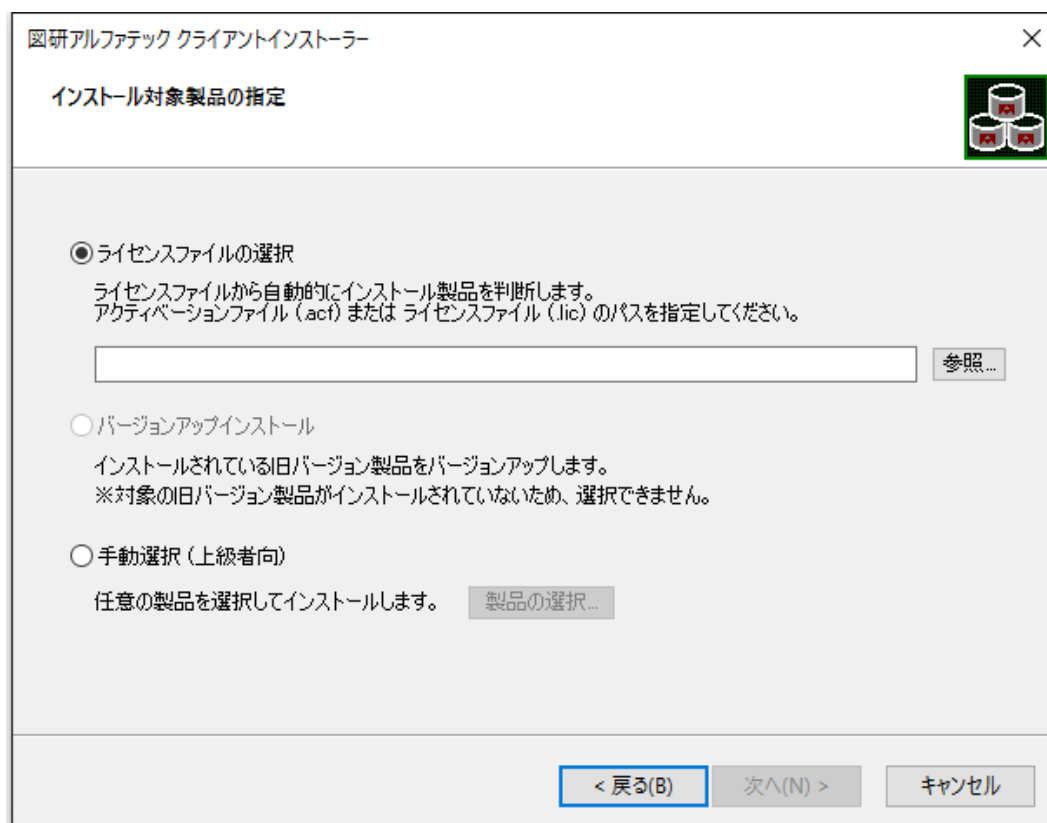 図研アルファテック クライアントインストーラー
インストール対象製品の指定
ライセンスファイルの選択
ライセンスファイルから自動的にインストール製品を判断します。
アクティベーションファイル (.acf) または ライセンスファイル (.lic) のパスを指定してください。
参照...
バージョンアップインストール
インストールされている旧バージョン製品をバージョンアップします。
※対象の旧バージョン製品がインストールされていないため、選択できません。
手動選択 (上級者向)
任意の製品を選択してインストールします。 製品の選択...
< 戻る(B) 次へ(N) > キャンセル